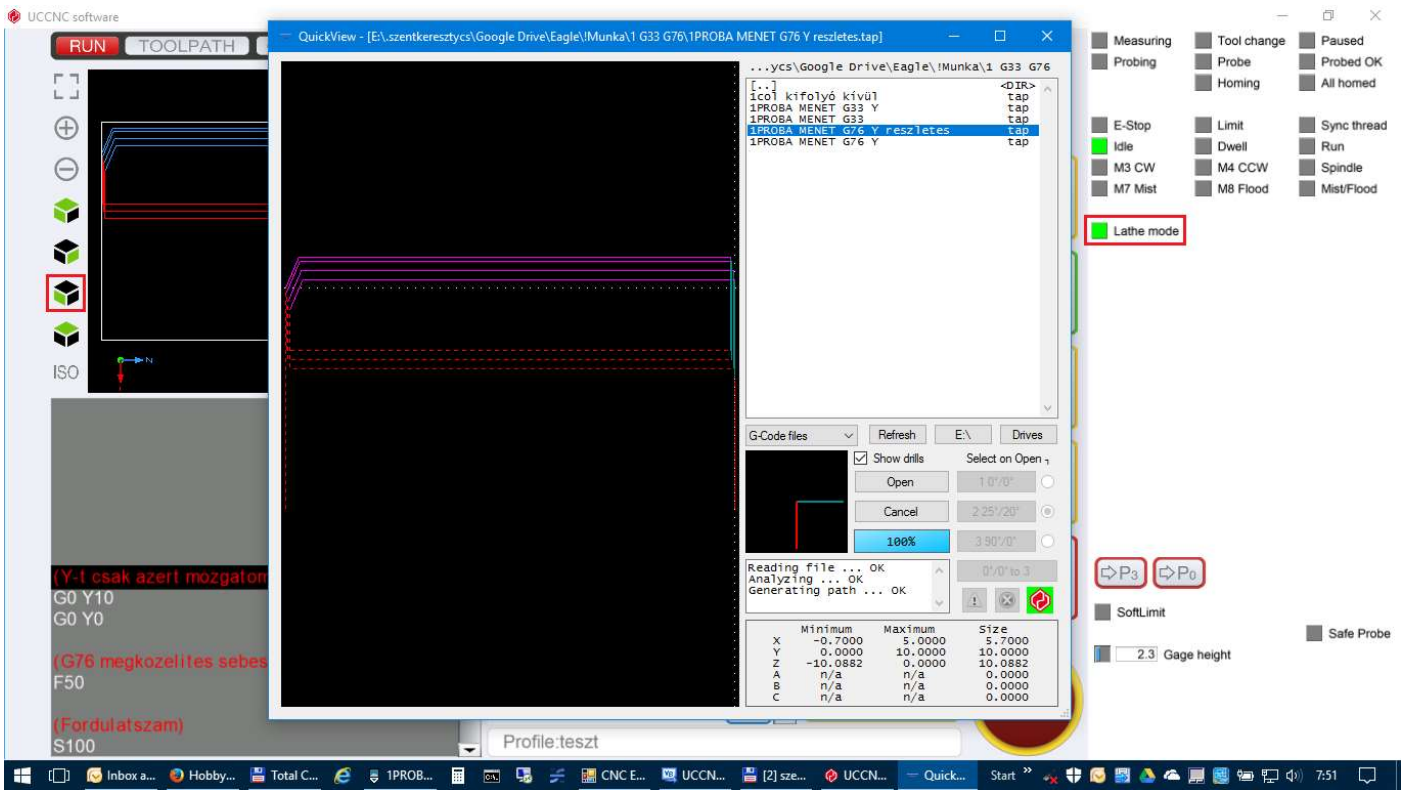 UCCNC software
RUN TOOLPATH
QuickView - [E:\.szentkeresztycs\Google Drive\Eagle\!Munka\1 G33 G76\1PROBA MENET G76 Y reszletes.tap]
...ycs\Google Drive\Eagle\!Munka\1 G33 G76
[..] <DIR>
icol kifolyó kívül tap
1PROBA MENET G33 Y tap
1PROBA MENET G33 tap
1PROBA MENET G76 Y reszletes tap
1PROBA MENET G76 Y tap
Measuring Tool change Paused
Probing Probe Probed OK
Homing All homed
E-Stop Limit Sync thread
Idle Dwell Run
M3 CW M4 CCW Spindle
M7 Mist M8 Flood Mist/Flood
Lathe mode
ISO
G-Code files Refresh E:\ Drives
Show drills Select on Open
Open 1 0°/0°
Cancel 2 25°/20°
100% 3 90°/0°
0°/0° to 3
Reading file ... OK
Analyzing ... OK
Generating path ... OK
Minimum Maximum Size
X -0.7000 5.0000 5.7000
Y 0.0000 10.0000 10.0000
Z -10.0882 0.0000 10.0882
A n/a n/a 0.0000
B n/a n/a 0.0000
C n/a n/a 0.0000
(Y-t csak azert mozgatom
G0 Y10
G0 Y0
(G76 megkozelites sebes
F50
(Fordulatszam)
S100
P3 P0
SoftLimit
Safe Probe
2.3 Gage height
Profile:teszt
Inbox a... Hobby... Total C... 1PROB... CNC E... UCCN... [2] sze... UCCN... Quick... Start 7:51